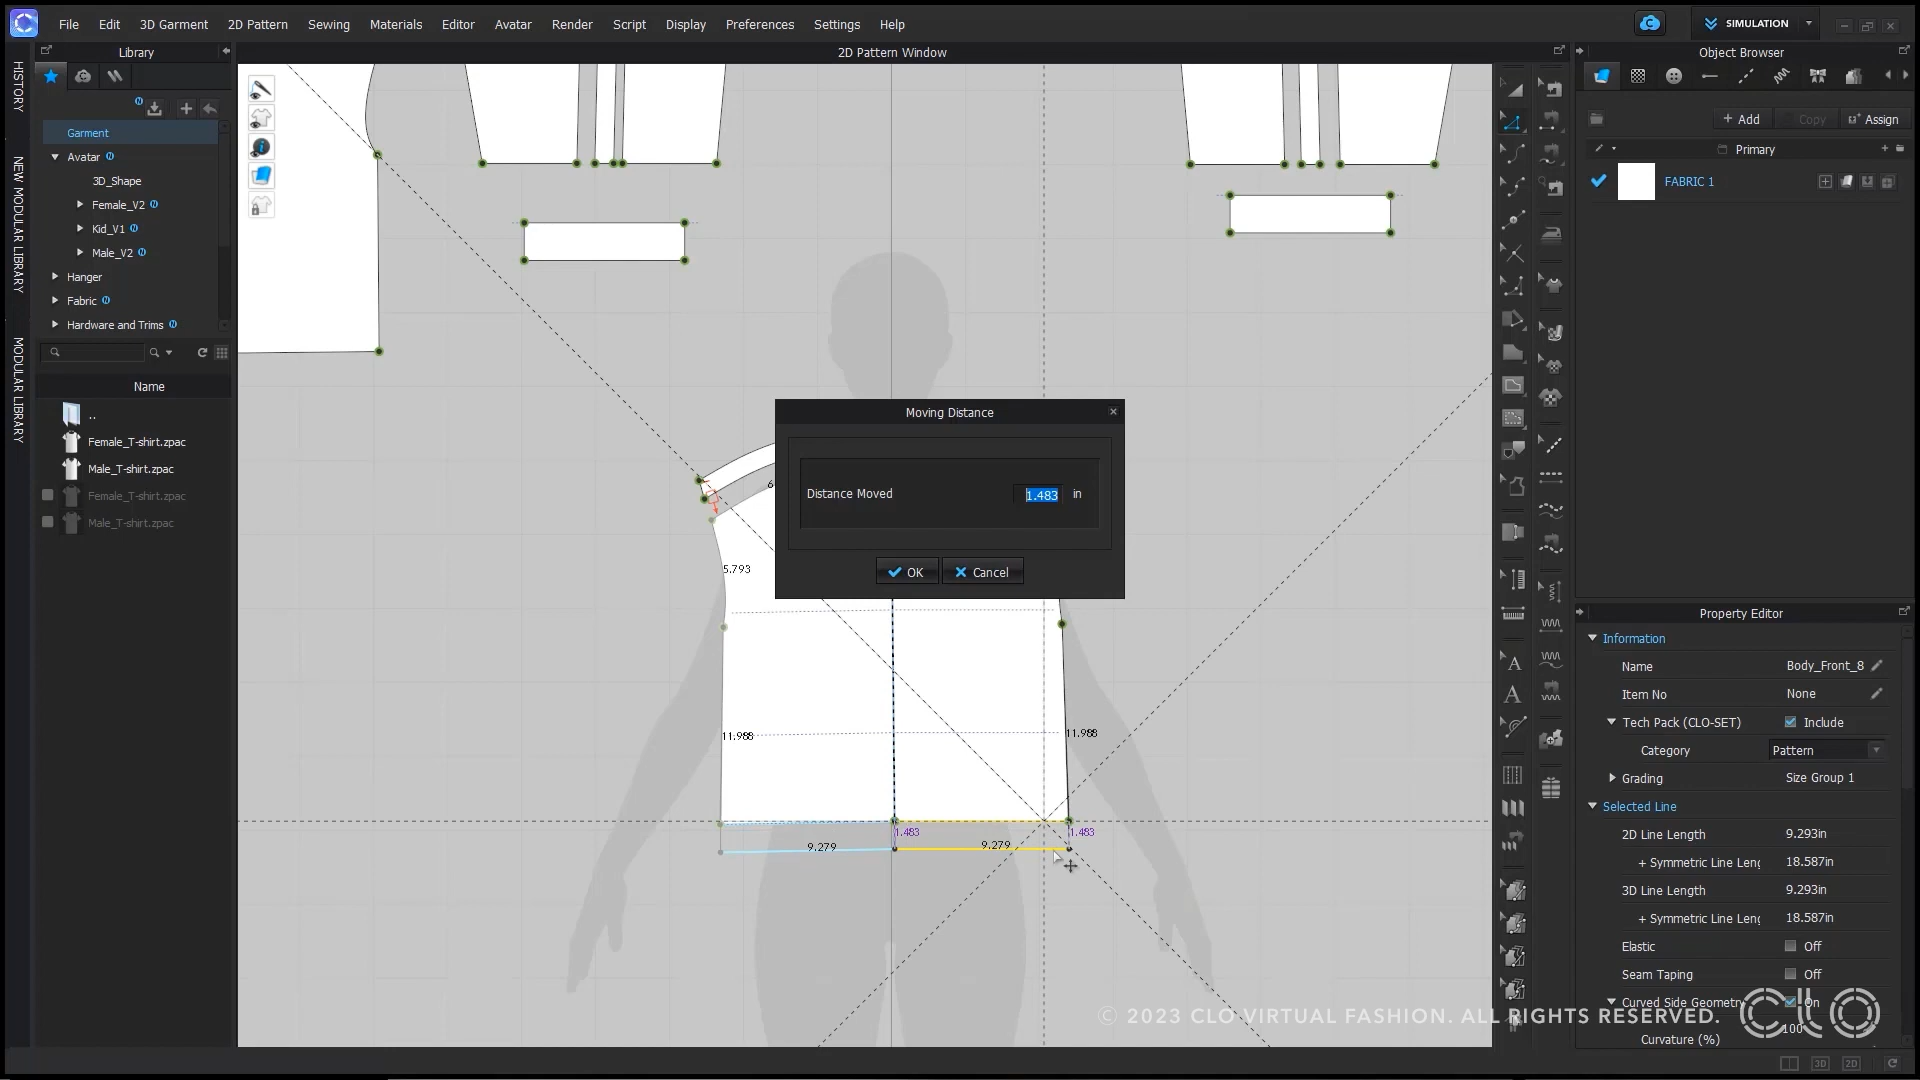 File Edit 3D Garment 2D Pattern Sewing Materials Editor Avatar Render Script Display Preferences Settings Help
SIMULATION
Library
2D Pattern Window
Object Browser
HISTORY
NEW MODULAR LIBRARY
MODULAR LIBRARY
Garment
Avatar
3D_Shape
Female_V2
Kid_V1
Male_V2
Hanger
Fabric
Hardware and Trims
Name
..
Female_T-shirt.zpac
Male_T-shirt.zpac
Female_T-shirt.zpac
Male_T-shirt.zpac
Moving Distance
Distance Moved 1.483 in
OK Cancel
6
5.793
11.988
11.988
1.483
1.483
9.279
9.279
+ Add Copy Assign
Primary
FABRIC 1
Property Editor
Information
Name Body_Front_8
Item No None
Tech Pack (CLO-SET) Include
Category Pattern
Grading Size Group 1
Selected Line
2D Line Length 9.293in
+ Symmetric Line Leng 18.587in
3D Line Length 9.293in
+ Symmetric Line Leng 18.587in
Elastic Off
Seam Taping Off
Curved Side Geometry On
Curvature (%) 100
© 2023 CLO VIRTUAL FASHION. ALL RIGHTS RESERVED.
CLO
3D 2D